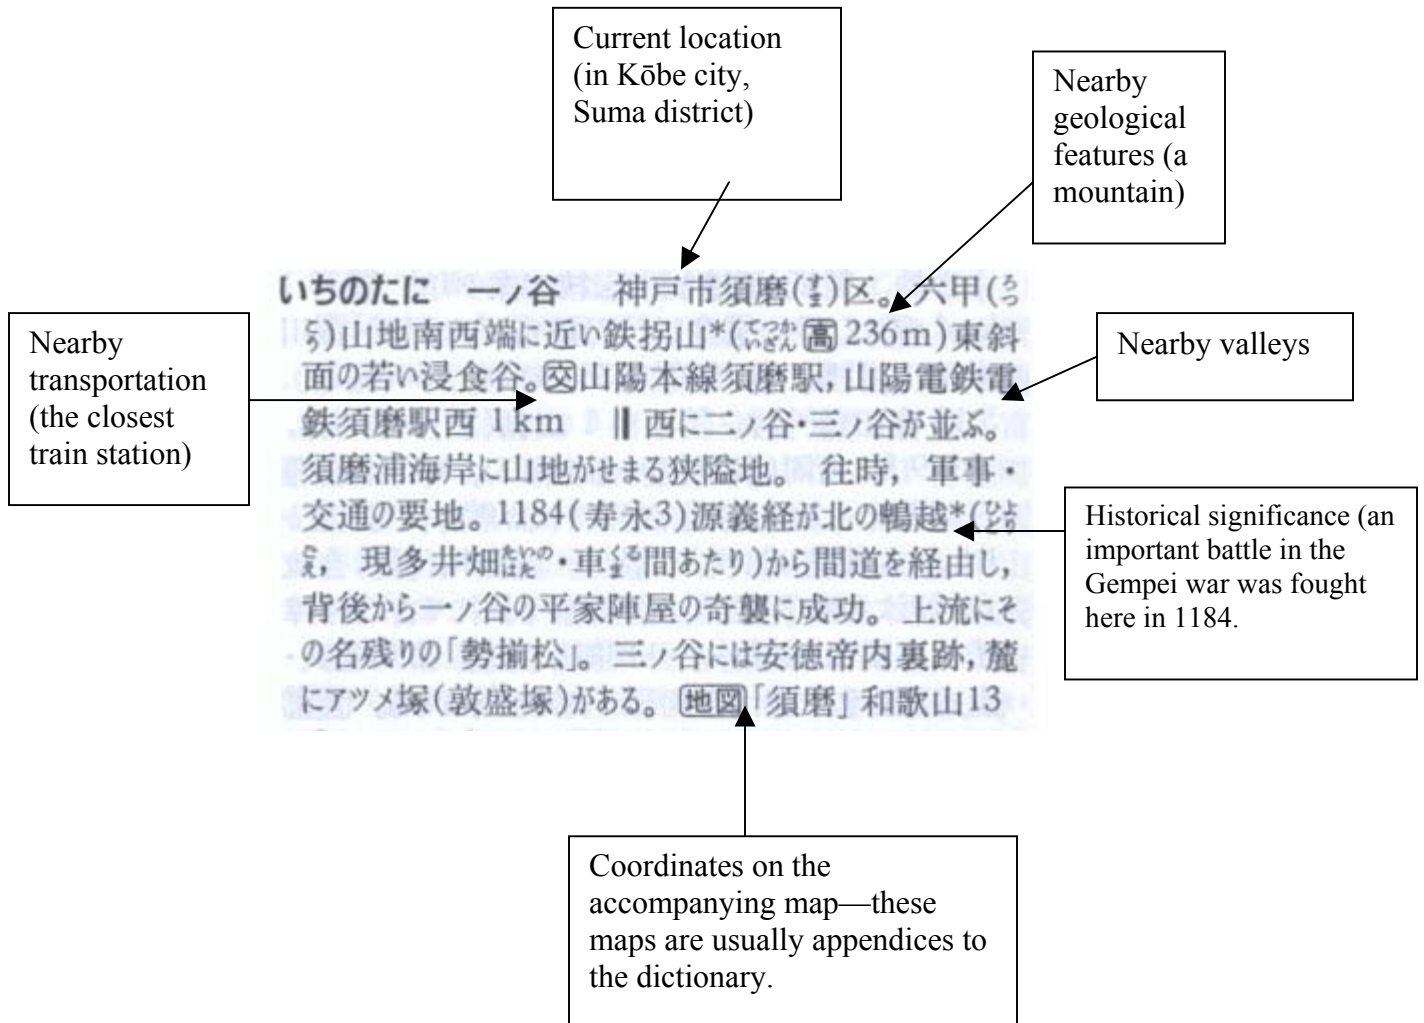 Current location
(in Kōbe city,
Suma district)
Nearby
geological
features (a
mountain)
Nearby
transportation
(the closest
train station)
Nearby valleys
Historical significance (an
important battle in the
Gempei war was fought
here in 1184.
Coordinates on the
accompanying map—these
maps are usually appendices to
the dictionary.
いちのたに 一ノ谷 神戸市須磨(すま)区。六甲(ろっ
こう)山地南西端に近い鉄拐山*(てっかいざん 高 236m)東斜
面の若い浸食谷。交山陽本線須磨駅，山陽電鉄電
鉄須磨駅西 1km ‖ 西に二ノ谷・三ノ谷が並ぶ。
須磨浦海岸に山地がせまる狭隘地。 往時， 軍事・
交通の要地。1184(寿永3)源義経が北の鵯越*(ひよどり
ごえ， 現多井畑たいのはた・車くるま間あたり)から間道を経由し，
背後から一ノ谷の平家陣屋の奇襲に成功。 上流にそ
の名残りの「勢揃松」。 三ノ谷には安徳帝内裏跡，麓
にアツメ塚(敦盛塚)がある。 地図「須磨」和歌山13